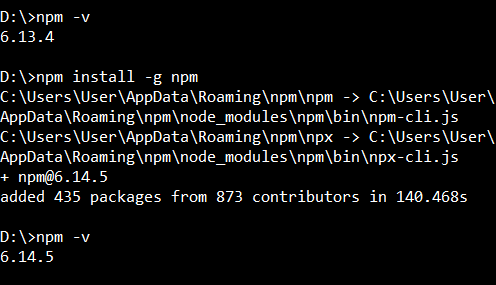 D:\>npm -v
6.13.4
D:\>npm install -g npm
C:\Users\User\AppData\Roaming\npm\npm -> C:\Users\User\
AppData\Roaming\npm\node_modules\npm\bin\npm-cli.js
C:\Users\User\AppData\Roaming\npm\npx -> C:\Users\User\
AppData\Roaming\npm\node_modules\npm\bin\npx-cli.js
+ npm@6.14.5
added 435 packages from 873 contributors in 140.468s
D:\>npm -v
6.14.5